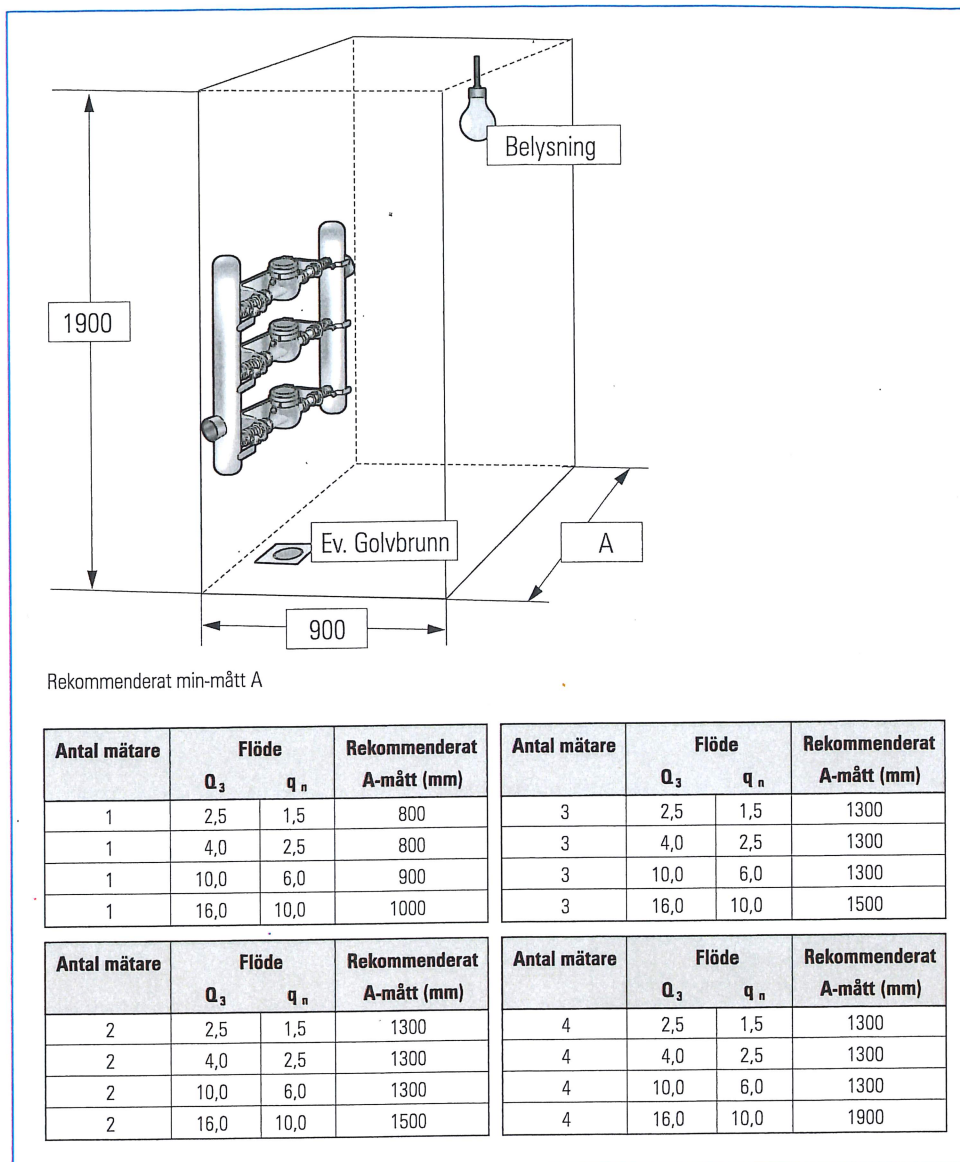 Belysning
1900
Ev. Golvbrunn
A
900
Rekommenderat min-mått A
Antal mätare Flöde Rekommenderat
Q₃ qₙ A-mått (mm)
1 2,5 1,5 800
1 4,0 2,5 800
1 10,0 6,0 900
1 16,0 10,0 1000
Antal mätare Flöde Rekommenderat
Q₃ qₙ A-mått (mm)
3 2,5 1,5 1300
3 4,0 2,5 1300
3 10,0 6,0 1300
3 16,0 10,0 1500
Antal mätare Flöde Rekommenderat
Q₃ qₙ A-mått (mm)
2 2,5 1,5 1300
2 4,0 2,5 1300
2 10,0 6,0 1300
2 16,0 10,0 1500
Antal mätare Flöde Rekommenderat
Q₃ qₙ A-mått (mm)
4 2,5 1,5 1300
4 4,0 2,5 1300
4 10,0 6,0 1300
4 16,0 10,0 1900